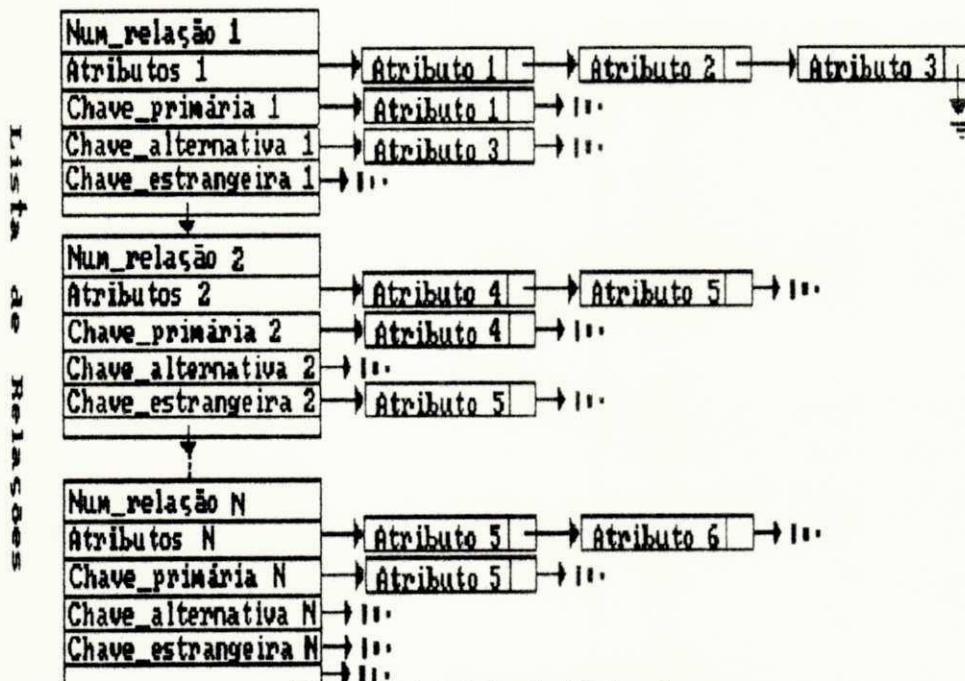 Lista de Relações
Num_relação 1
Atributos 1 Atributo 1 Atributo 2 Atributo 3
Chave_primária 1 Atributo 1
Chave_alternativa 1 Atributo 3
Chave_estrangeira 1
Num_relação 2
Atributos 2 Atributo 4 Atributo 5
Chave_primária 2 Atributo 4
Chave_alternativa 2
Chave_estrangeira 2 Atributo 5
Num_relação N
Atributos N Atributo 5 Atributo 6
Chave_primária N Atributo 5
Chave_alternativa N
Chave_estrangeira N